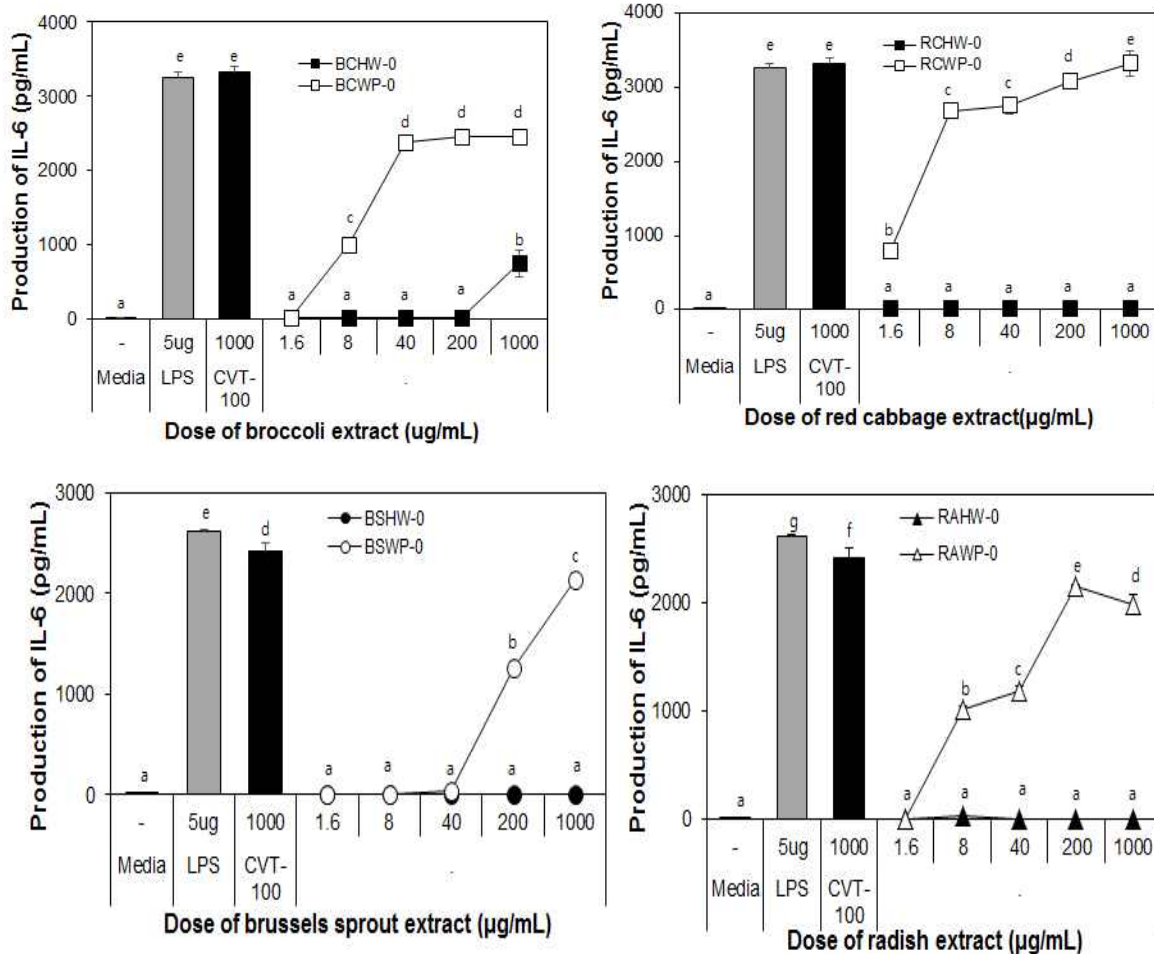 Production of IL-6 (ρg/mL)
4000
3000
2000
1000
0
a
e
e
BCHW-0
BCWP-0
a
c
d
d
d
a
a
a
b
- 5ug 1000 1.6 8 40 200 1000
Media LPS CVT-100
Dose of broccoli extract (ug/mL)
Production of IL-6 (ρg/mL)
4000
3000
2000
1000
0
a
e
e
RCHW-0
RCWP-0
b
c
c
d
e
a
a
a
a
a
- 5ug 1000 1.6 8 40 200 1000
Media LPS CVT-100
Dose of red cabbage extract(µg/mL)
Production of IL-6 (ρg/mL)
3000
2000
1000
0
a
e
d
BSHW-0
BSWP-0
a
a
a
b
c
a
a
- 5ug 1000 1.6 8 40 200 1000
Media LPS CVT-100
Dose of brussels sprout extract (µg/mL)
Production of IL-6 (ρg/mL)
3000
2000
1000
0
a
g
f
RAHW-0
RAWP-0
a
b
c
e
d
a
a
a
a
- 5ug 1000 1.6 8 40 200 1000
Media LPS CVT-100
Dose of radish extract (µg/mL)